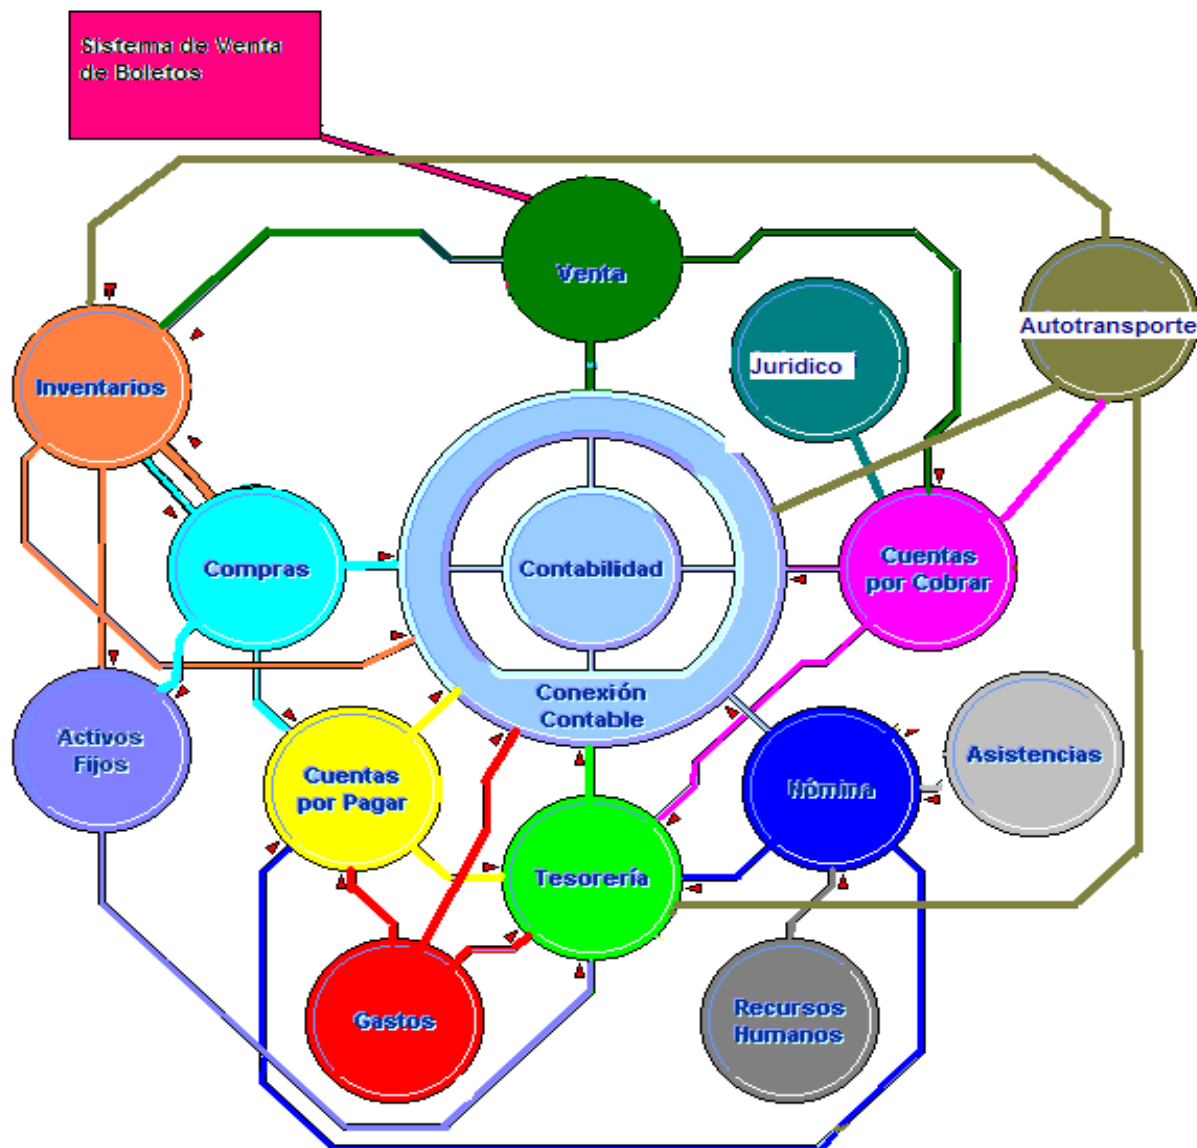 Sistema de Venta
de Boletos
Venta
Autotransporte
Juridico
Inventarios
Compras
Contabilidad
Cuentas
por Cobrar
Conexión
Contable
Activos
Fijos
Cuentas
por Pagar
Nómina
Asistencias
Tesorería
Gastos
Recursos
Humanos